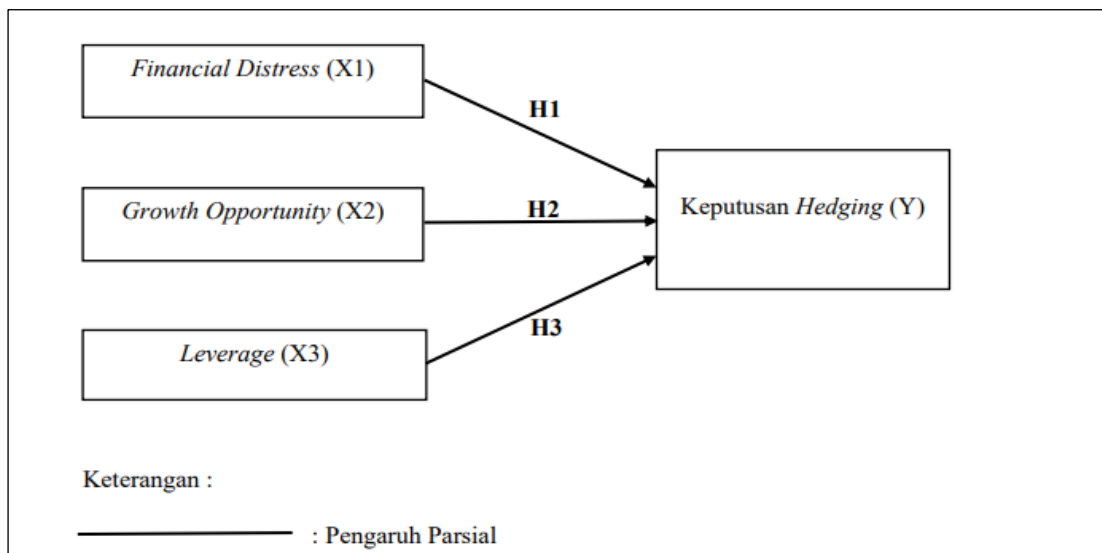 Financial Distress (X1)
H1
Growth Opportunity (X2)
H2
Keputusan Hedging (Y)
H3
Leverage (X3)
Keterangan :
: Pengaruh Parsial